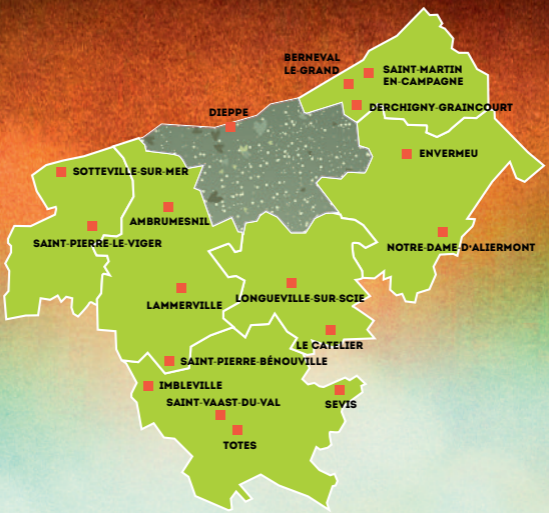 BERNEVAL
LE-GRAND
SAINT-MARTIN
EN-CAMPAGNE
DERCHIGNY-GRAINCOURT
DIEPPE
ENVERMEU
SOTTEVILLE-SUR-MER
AMBRUMESNIL
SAINT-PIERRE-LE-VIGER
NOTRE-DAME-D'ALIERMONT
LAMMERVILLE
LONGUEVILLE-SUR-SCIE
LE CATELIER
SAINT-PIERRE-BÉNOUVILLE
IMBLEVILLE
SAINT-VAAST-DU-VAL
SEVIS
TOTES